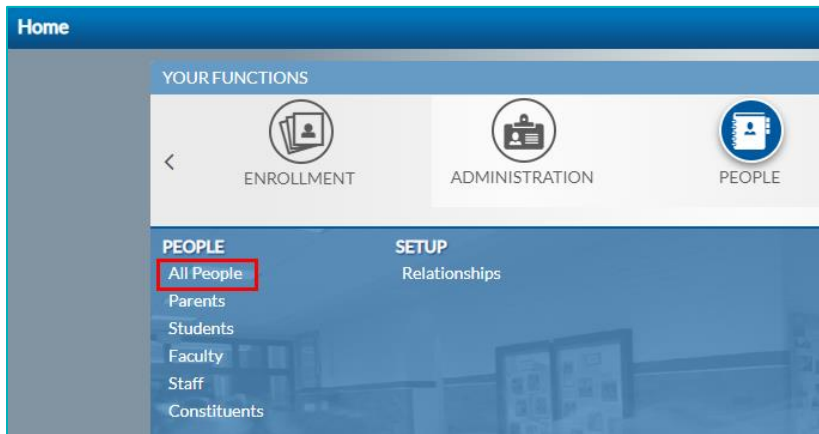 Home
YOUR FUNCTIONS
ENROLLMENT
ADMINISTRATION
PEOPLE
PEOPLE
All People
Parents
Students
Faculty
Staff
Constituents
SETUP
Relationships